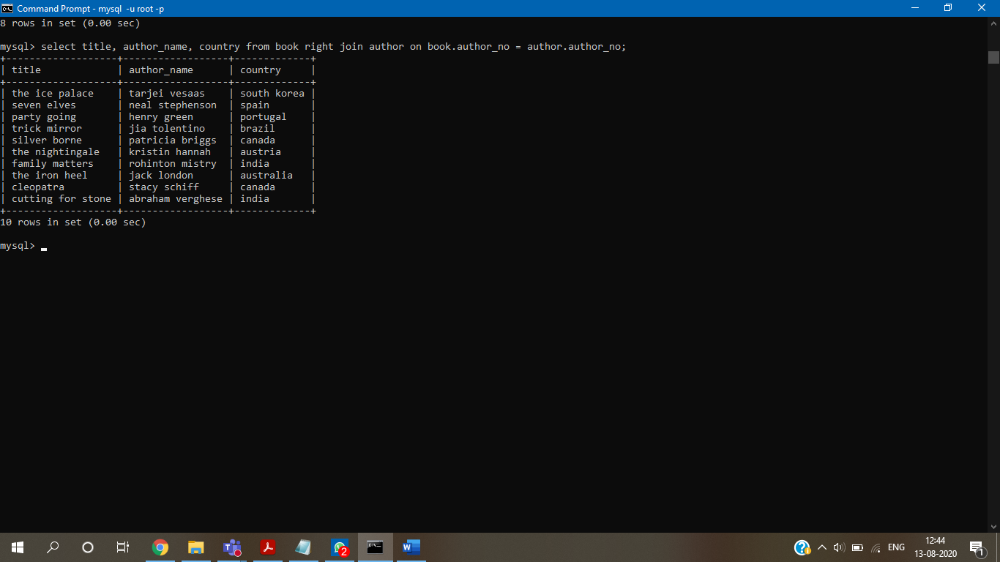 Command Prompt - mysql -u root -p
8 rows in set (0.00 sec)
mysql> select title, author_name, country from book right join author on book.author_no = author.author_no;
+-------------------+------------------+-------------+
| title             | author_name      | country     |
+-------------------+------------------+-------------+
| the ice palace    | tarjei vesaas    | south korea |
| seven elves       | neal stephenson  | spain       |
| party going       | henry green      | portugal    |
| trick mirror      | jia tolentino    | brazil      |
| silver borne      | patricia briggs  | canada      |
| the nightingale   | kristin hannah   | austria     |
| family matters    | rohinton mistry  | india       |
| the iron heel     | jack london      | australia   |
| cleopatra         | stacy schiff     | canada      |
| cutting for stone | abraham verghese | india       |
+-------------------+------------------+-------------+
10 rows in set (0.00 sec)
mysql>
2
ENG
12:44
13-08-2020
1